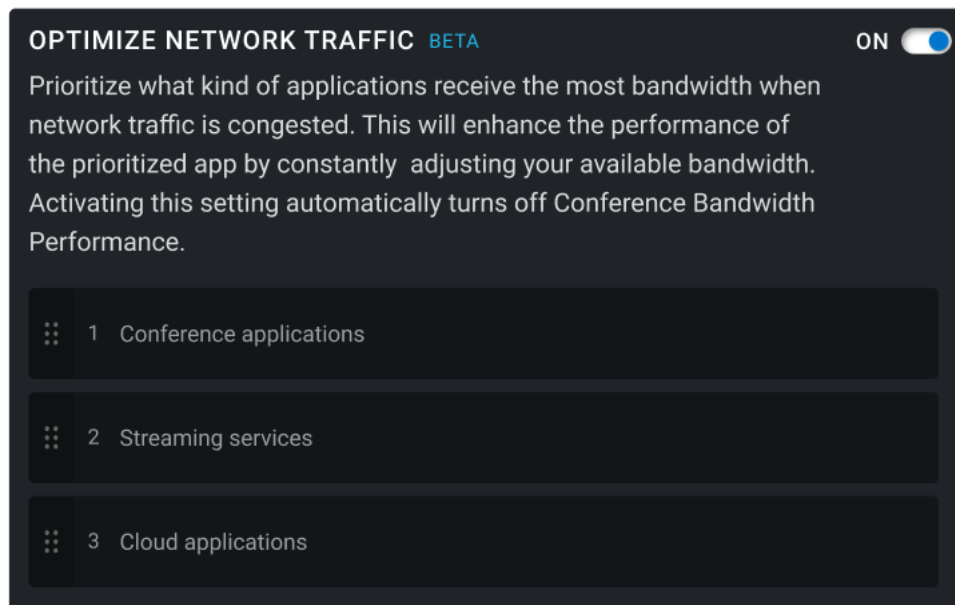 OPTIMIZE NETWORK TRAFFIC BETA ON
Prioritize what kind of applications receive the most bandwidth when
network traffic is congested. This will enhance the performance of
the prioritized app by constantly  adjusting your available bandwidth.
Activating this setting automatically turns off Conference Bandwidth
Performance.
1 Conference applications
2 Streaming services
3 Cloud applications